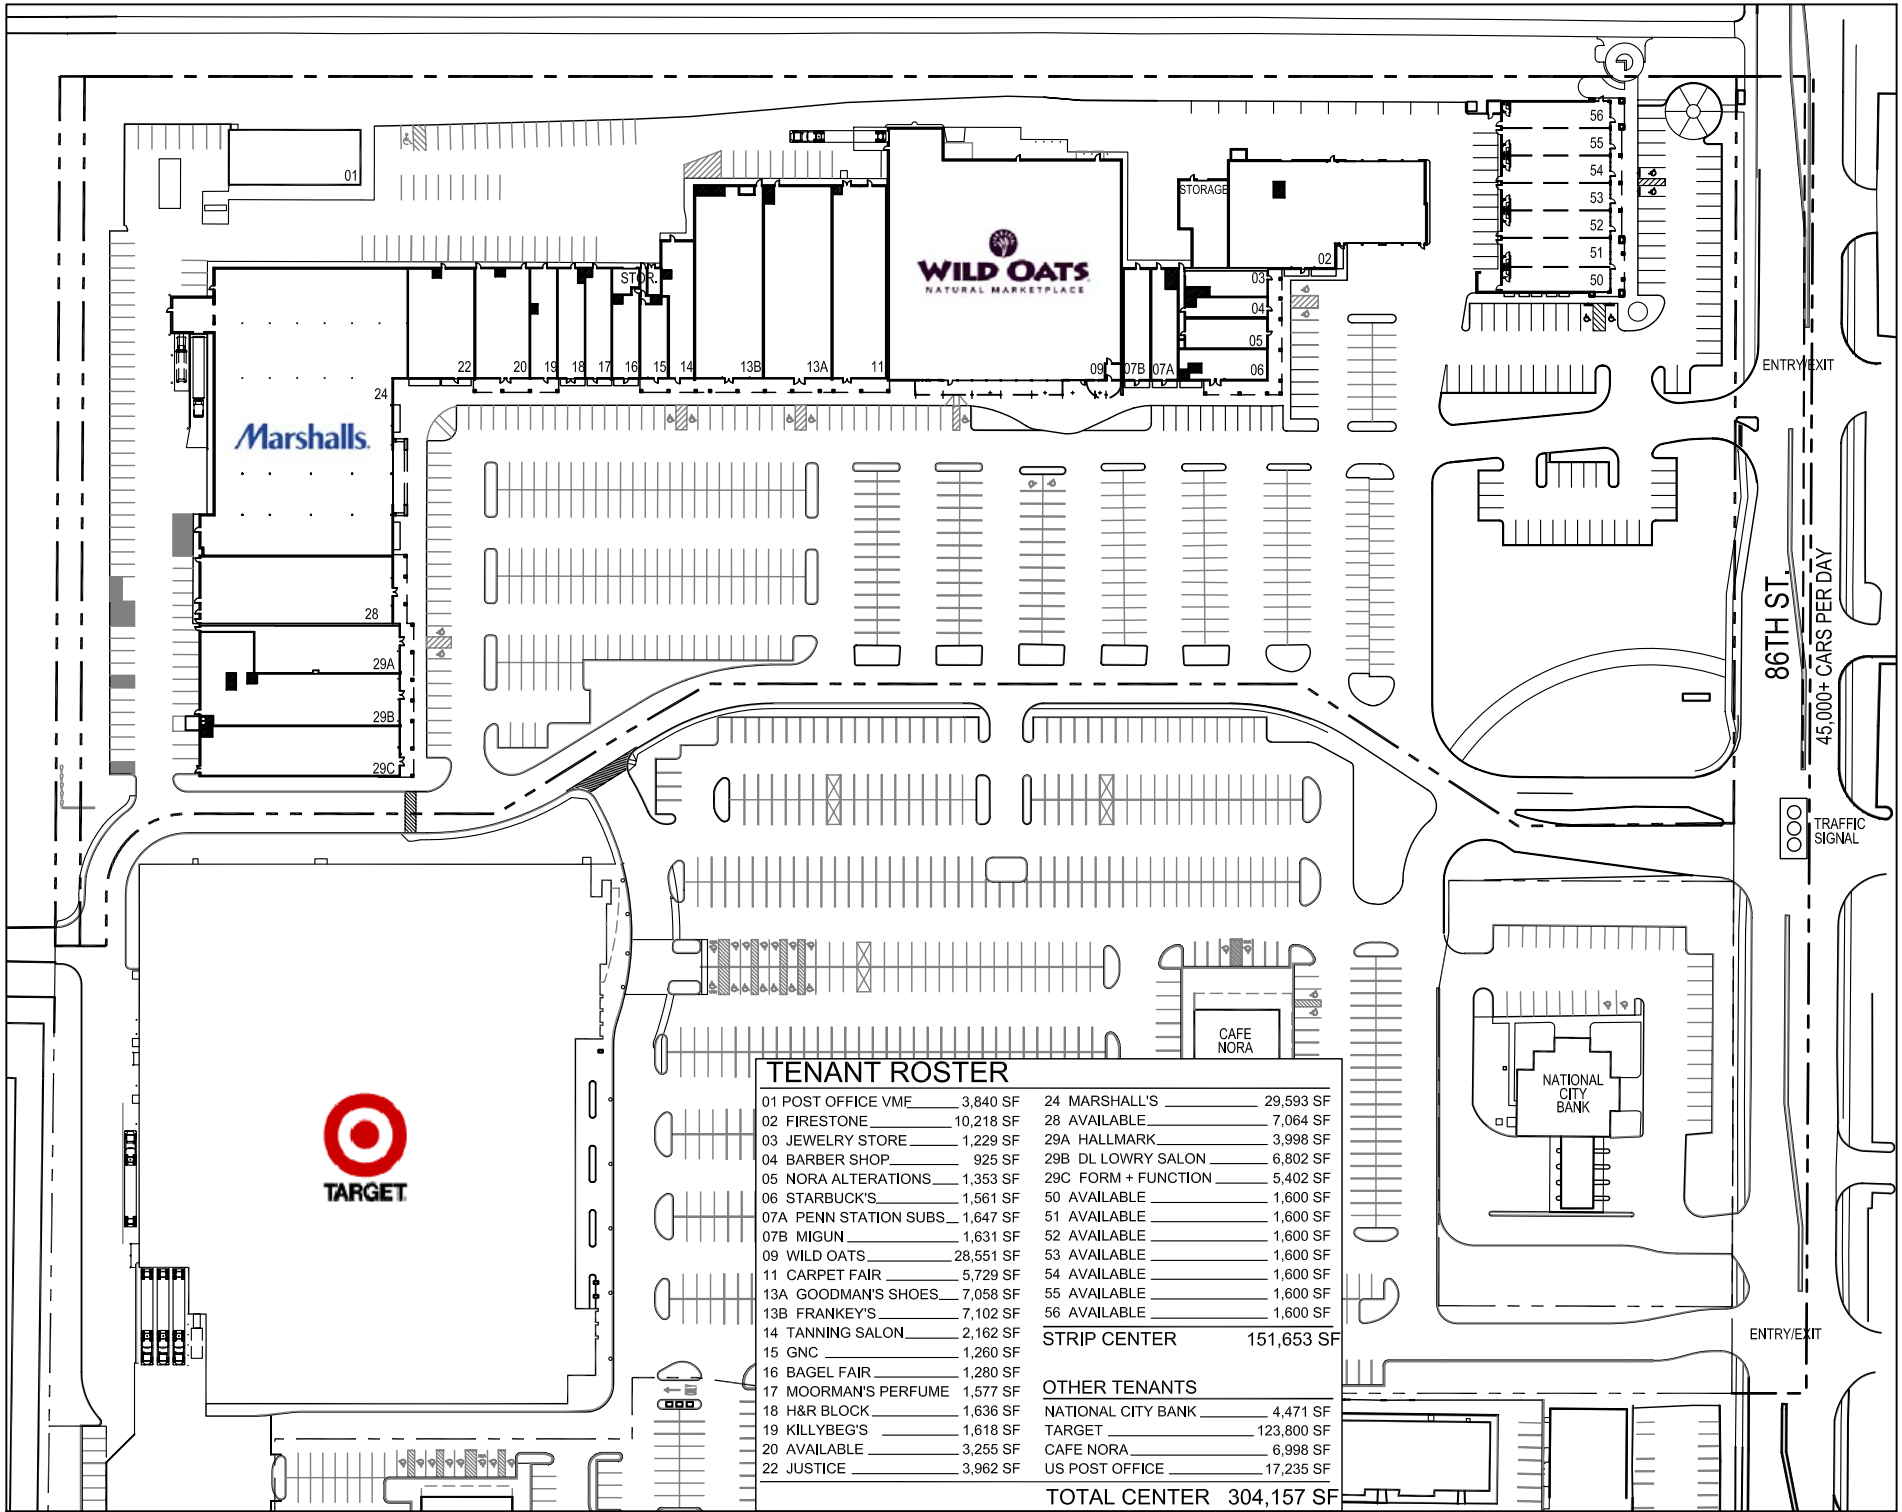 56
55
54
53
52
51
50
01
STORAGE
02
WILD OATS
NATURAL MARKETPLACE
STOR.
03
04
05
06
22
20
19
18
17
16
15
14
13B
13A
11
09
07B
07A
ENTRY/EXIT
24
Marshalls.
28
29A
29B
29C
86TH ST.
45,000+ CARS PER DAY
TRAFFIC
SIGNAL
CAFE
NORA
NATIONAL
CITY
BANK
TARGET
ENTRY/EXIT
TENANT ROSTER
01 POST OFFICE VMF 3,840 SF
02 FIRESTONE 10,218 SF
03 JEWELRY STORE 1,229 SF
04 BARBER SHOP 925 SF
05 NORA ALTERATIONS 1,353 SF
06 STARBUCK'S 1,561 SF
07A PENN STATION SUBS 1,647 SF
07B MIGUN 1,631 SF
09 WILD OATS 28,551 SF
11 CARPET FAIR 5,729 SF
13A GOODMAN'S SHOES 7,058 SF
13B FRANKEY'S 7,102 SF
14 TANNING SALON 2,162 SF
15 GNC 1,260 SF
16 BAGEL FAIR 1,280 SF
17 MOORMAN'S PERFUME 1,577 SF
18 H&R BLOCK 1,636 SF
19 KILLYBEG'S 1,618 SF
20 AVAILABLE 3,255 SF
22 JUSTICE 3,962 SF
24 MARSHALL'S 29,593 SF
28 AVAILABLE 7,064 SF
29A HALLMARK 3,998 SF
29B DL LOWRY SALON 6,802 SF
29C FORM + FUNCTION 5,402 SF
50 AVAILABLE 1,600 SF
51 AVAILABLE 1,600 SF
52 AVAILABLE 1,600 SF
53 AVAILABLE 1,600 SF
54 AVAILABLE 1,600 SF
55 AVAILABLE 1,600 SF
56 AVAILABLE 1,600 SF
STRIP CENTER 151,653 SF
OTHER TENANTS
NATIONAL CITY BANK 4,471 SF
TARGET 123,800 SF
CAFE NORA 6,998 SF
US POST OFFICE 17,235 SF
TOTAL CENTER 304,157 SF